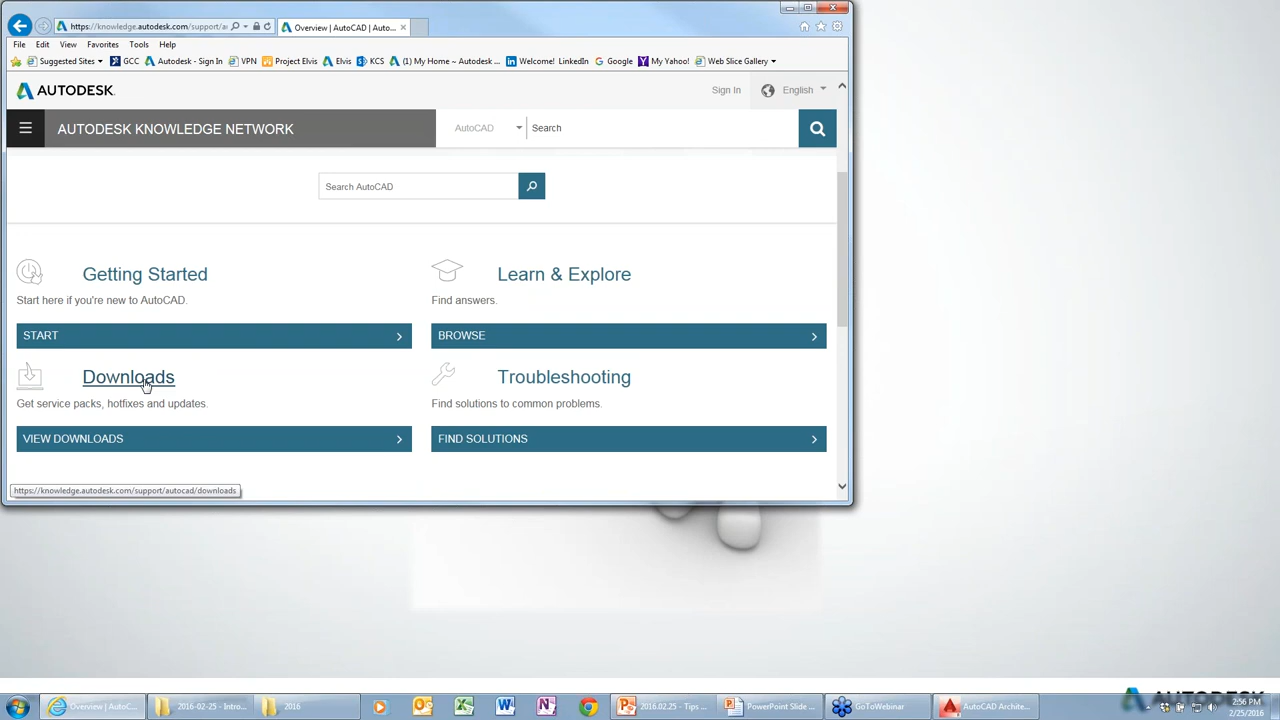 https://knowledge.autodesk.com/support/a
Overview | AutoCAD | Auto...
File Edit View Favorites Tools Help
Suggested Sites GCC Autodesk - Sign In VPN Project Elvis Elvis KCS (1) My Home ~ Autodesk ... Welcome! LinkedIn Google My Yahoo! Web Slice Gallery
AUTODESK.
Sign In English
AUTODESK KNOWLEDGE NETWORK
AutoCAD Search
Search AutoCAD
Getting Started
Start here if you're new to AutoCAD.
START
Learn & Explore
Find answers.
BROWSE
Downloads
Get service packs, hotfixes and updates.
VIEW DOWNLOADS
Troubleshooting
Find solutions to common problems.
FIND SOLUTIONS
https://knowledge.autodesk.com/support/autocad/downloads
Overview | AutoC... 2016-02-25 - Intro... 2016 2016.02.25 - Tips ... PowerPoint Slide ... GoToWebinar AutoCAD Archite...
AUTODESK
2:56 PM
2/25/2016